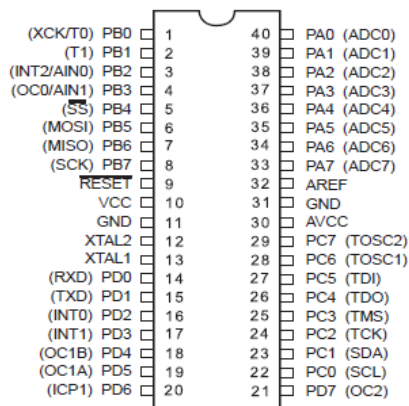 (XCK/T0) PB0 1 40 PA0 (ADC0)
(T1) PB1 2 39 PA1 (ADC1)
(INT2/AIN0) PB2 3 38 PA2 (ADC2)
(OC0/AIN1) PB3 4 37 PA3 (ADC3)
(SS) PB4 5 36 PA4 (ADC4)
(MOSI) PB5 6 35 PA5 (ADC5)
(MISO) PB6 7 34 PA6 (ADC6)
(SCK) PB7 8 33 PA7 (ADC7)
RESET 9 32 AREF
VCC 10 31 GND
GND 11 30 AVCC
XTAL2 12 29 PC7 (TOSC2)
XTAL1 13 28 PC6 (TOSC1)
(RXD) PD0 14 27 PC5 (TDI)
(TXD) PD1 15 26 PC4 (TDO)
(INT0) PD2 16 25 PC3 (TMS)
(INT1) PD3 17 24 PC2 (TCK)
(OC1B) PD4 18 23 PC1 (SDA)
(OC1A) PD5 19 22 PC0 (SCL)
(ICP1) PD6 20 21 PD7 (OC2)